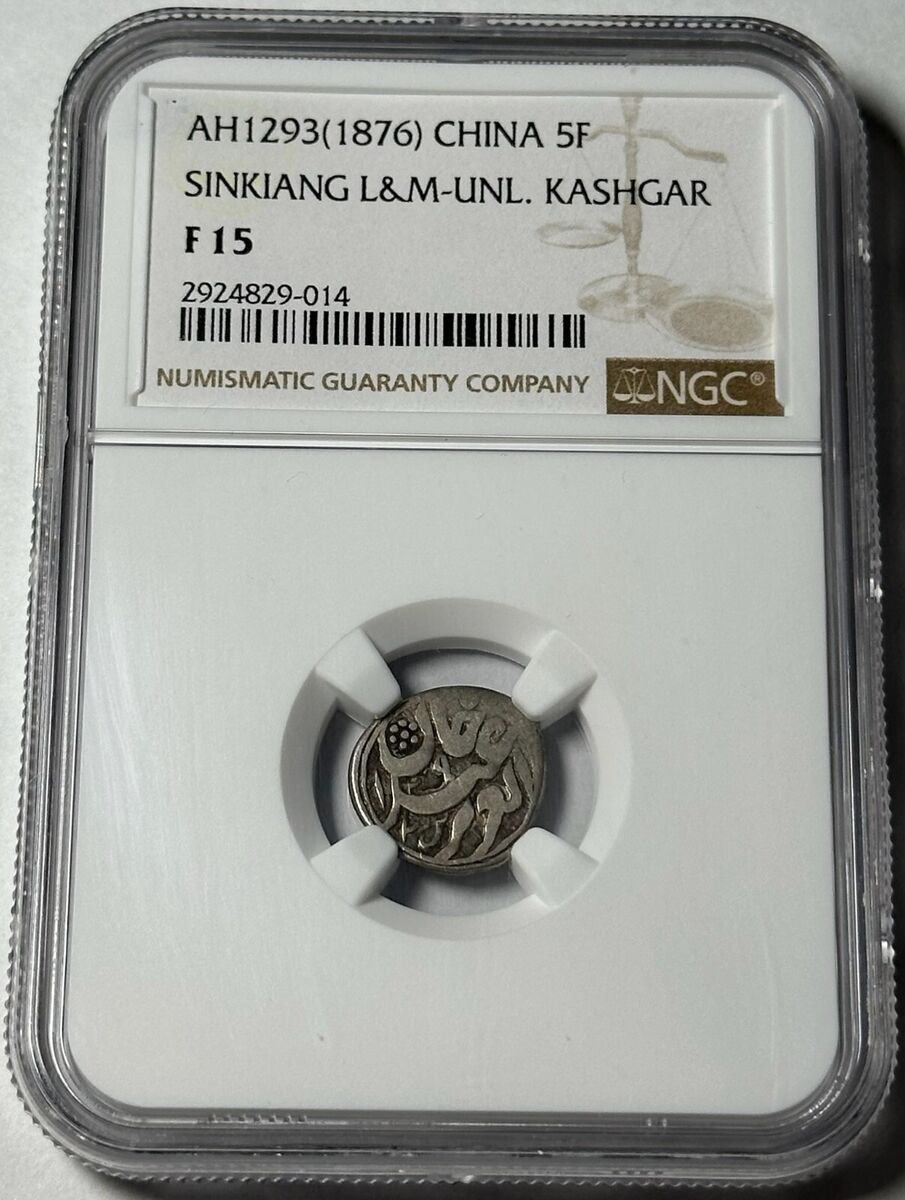 AH1293(1876) CHINA 5F
SINKIANG L&M-UNL. KASHGAR
F 15
2924829-014
NUMISMATIC GUARANTY COMPANY
NGC®